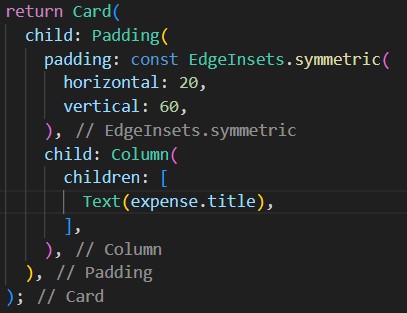 return Card(
child: Padding(
padding: const EdgeInsets.symmetric(
horizontal: 20,
vertical: 60,
), // EdgeInsets.symmetric
child: Column(
children: [
Text(expense.title),
],
), // Column
), // Padding
); // Card